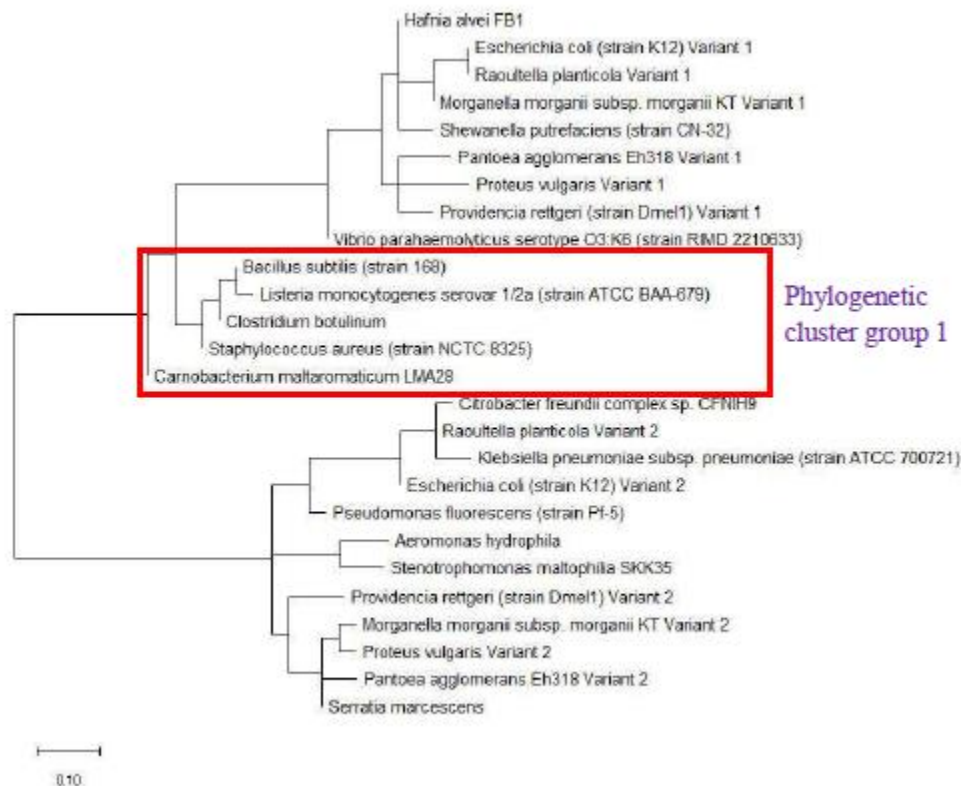 Hafnia alvei FB1
Escherichia coli (strain K12) Variant 1
Raoultella planticola Variant 1
Morganella morganii subsp. morganii KT Variant 1
Shewanella putrefaciens (strain CN-32)
Pantoea agglomerans Eh318 Variant 1
Proteus vulgaris Variant 1
Providencia rettgeri (strain Dmel1) Variant 1
Vibrio parahaemolyticus serotype O3:K6 (strain RIMD 2210633)
Bacillus subtilis (strain 168)
Listeria monocytogenes serovar 1/2a (strain ATCC BAA-679)
Clostridium botulinum
Staphylococcus aureus (strain NCTC 8325)
Carnobacterium maltaromaticum LMA28
Phylogenetic
cluster group 1
Citrobacter freundii complex sp. CFNIH9
Raoultella planticola Variant 2
Klebsiella pneumoniae subsp. pneumoniae (strain ATCC 700721)
Escherichia coli (strain K12) Variant 2
Pseudomonas fluorescens (strain Pf-5)
Aeromonas hydrophila
Stenotrophomonas maltophilia SKK35
Providencia rettgeri (strain Dmel1) Variant 2
Morganella morganii subsp. morganii KT Variant 2
Proteus vulgaris Variant 2
Pantoea agglomerans Eh318 Variant 2
Serratia marcescens
0.10